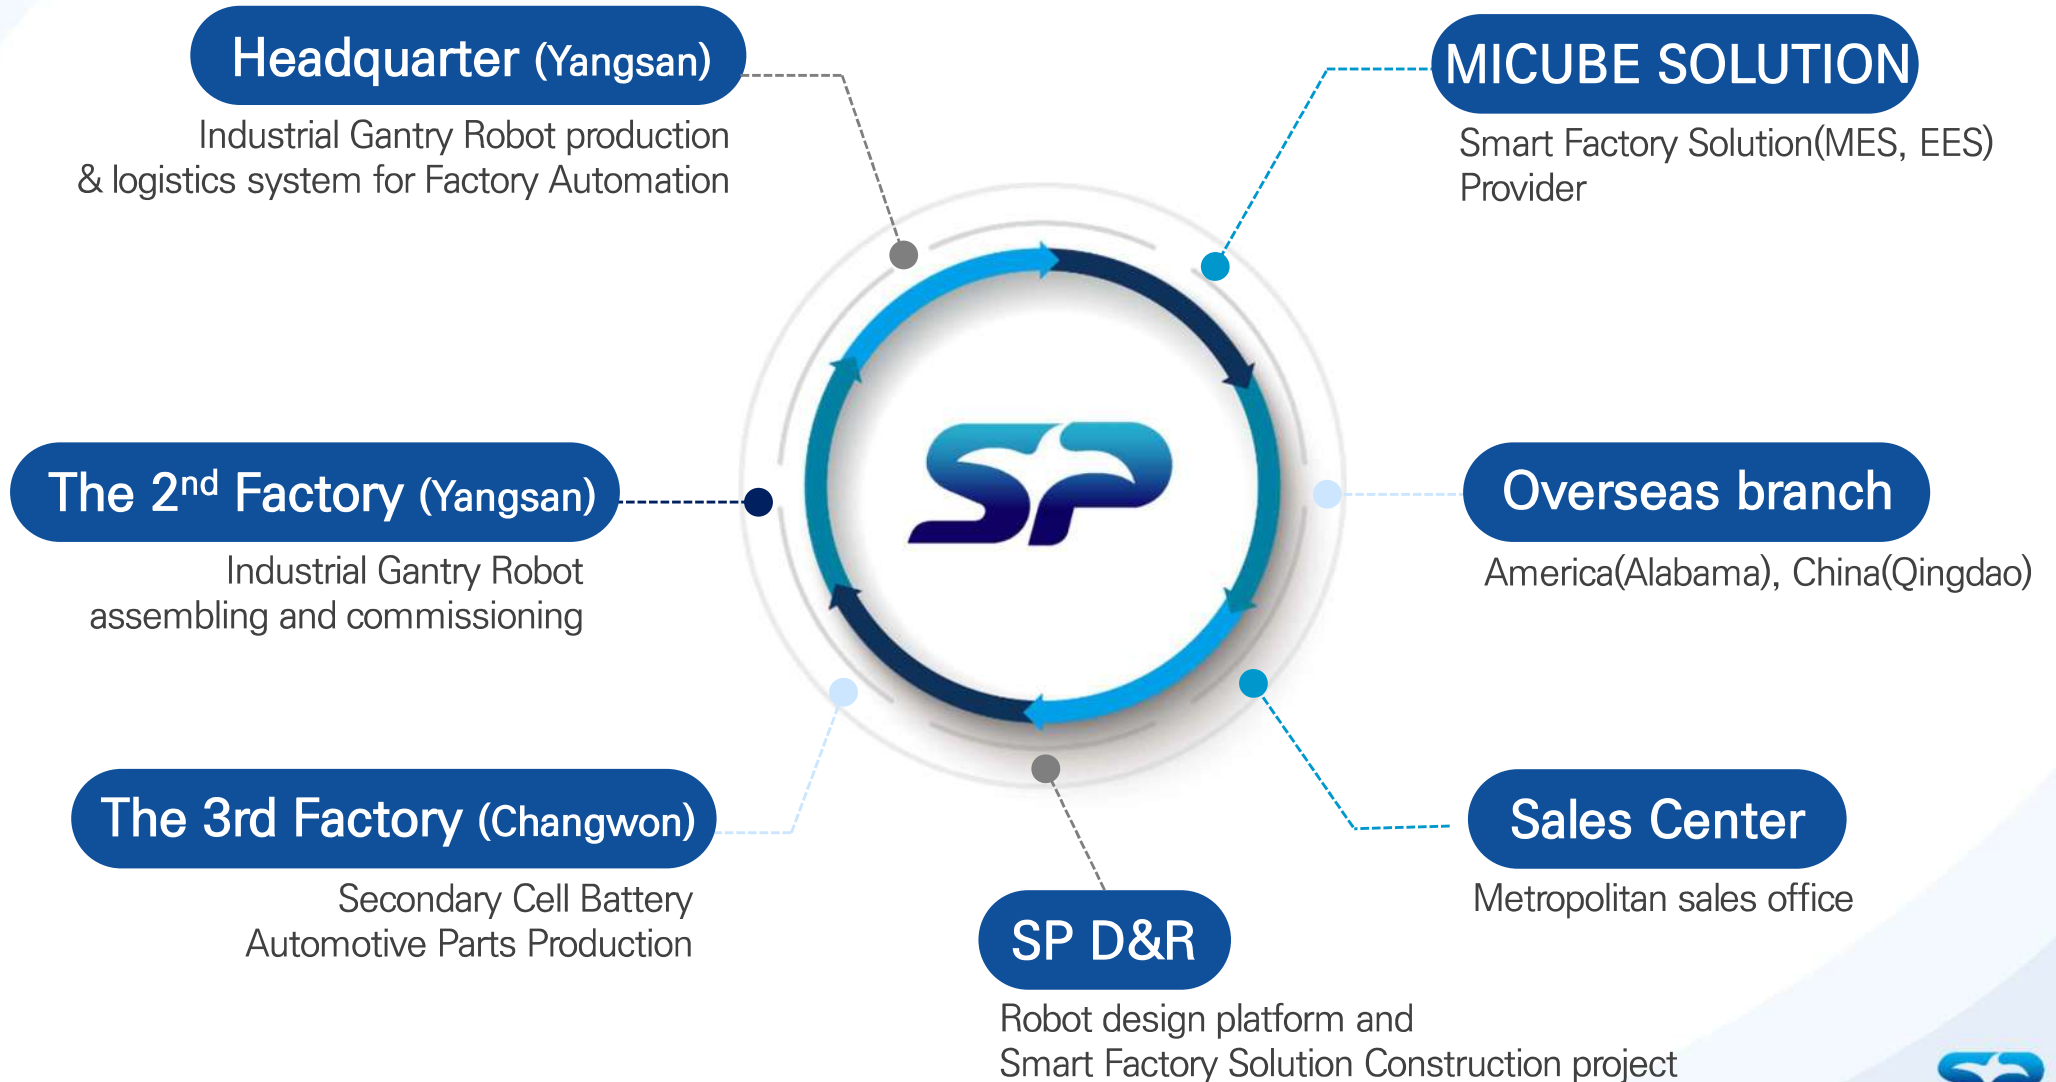 Headquarter (Yangsan)
Industrial Gantry Robot production
& logistics system for Factory Automation
MICUBE SOLUTION
Smart Factory Solution(MES, EES)
Provider
SP
The 2nd Factory (Yangsan)
Industrial Gantry Robot
assembling and commissioning
Overseas branch
America(Alabama), China(Qingdao)
The 3rd Factory (Changwon)
Secondary Cell Battery
Automotive Parts Production
Sales Center
Metropolitan sales office
SP D&R
Robot design platform and
Smart Factory Solution Construction project